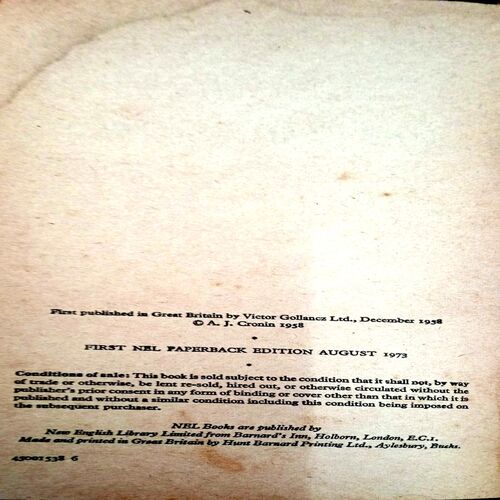 First published in Great Britain by Victor Gollancz Ltd., December 1958
© A. J. Cronin 1958
•
FIRST NEL PAPERBACK EDITION AUGUST 1973
•
Conditions of sale: This book is sold subject to the condition that it shall not, by way
of trade or otherwise, be lent re-sold, hired out, or otherwise circulated without the
publisher's prior consent in any form of binding or cover other than that in which it is
published and without a similar condition including this condition being imposed on
the subsequent purchaser.
NEL Books are published by
New English Library Limited from Barnard's Inn, Holborn, London, E.C.1.
Made and printed in Great Britain by Hunt Barnard Printing Ltd., Aylesbury, Bucks.
45001538 6